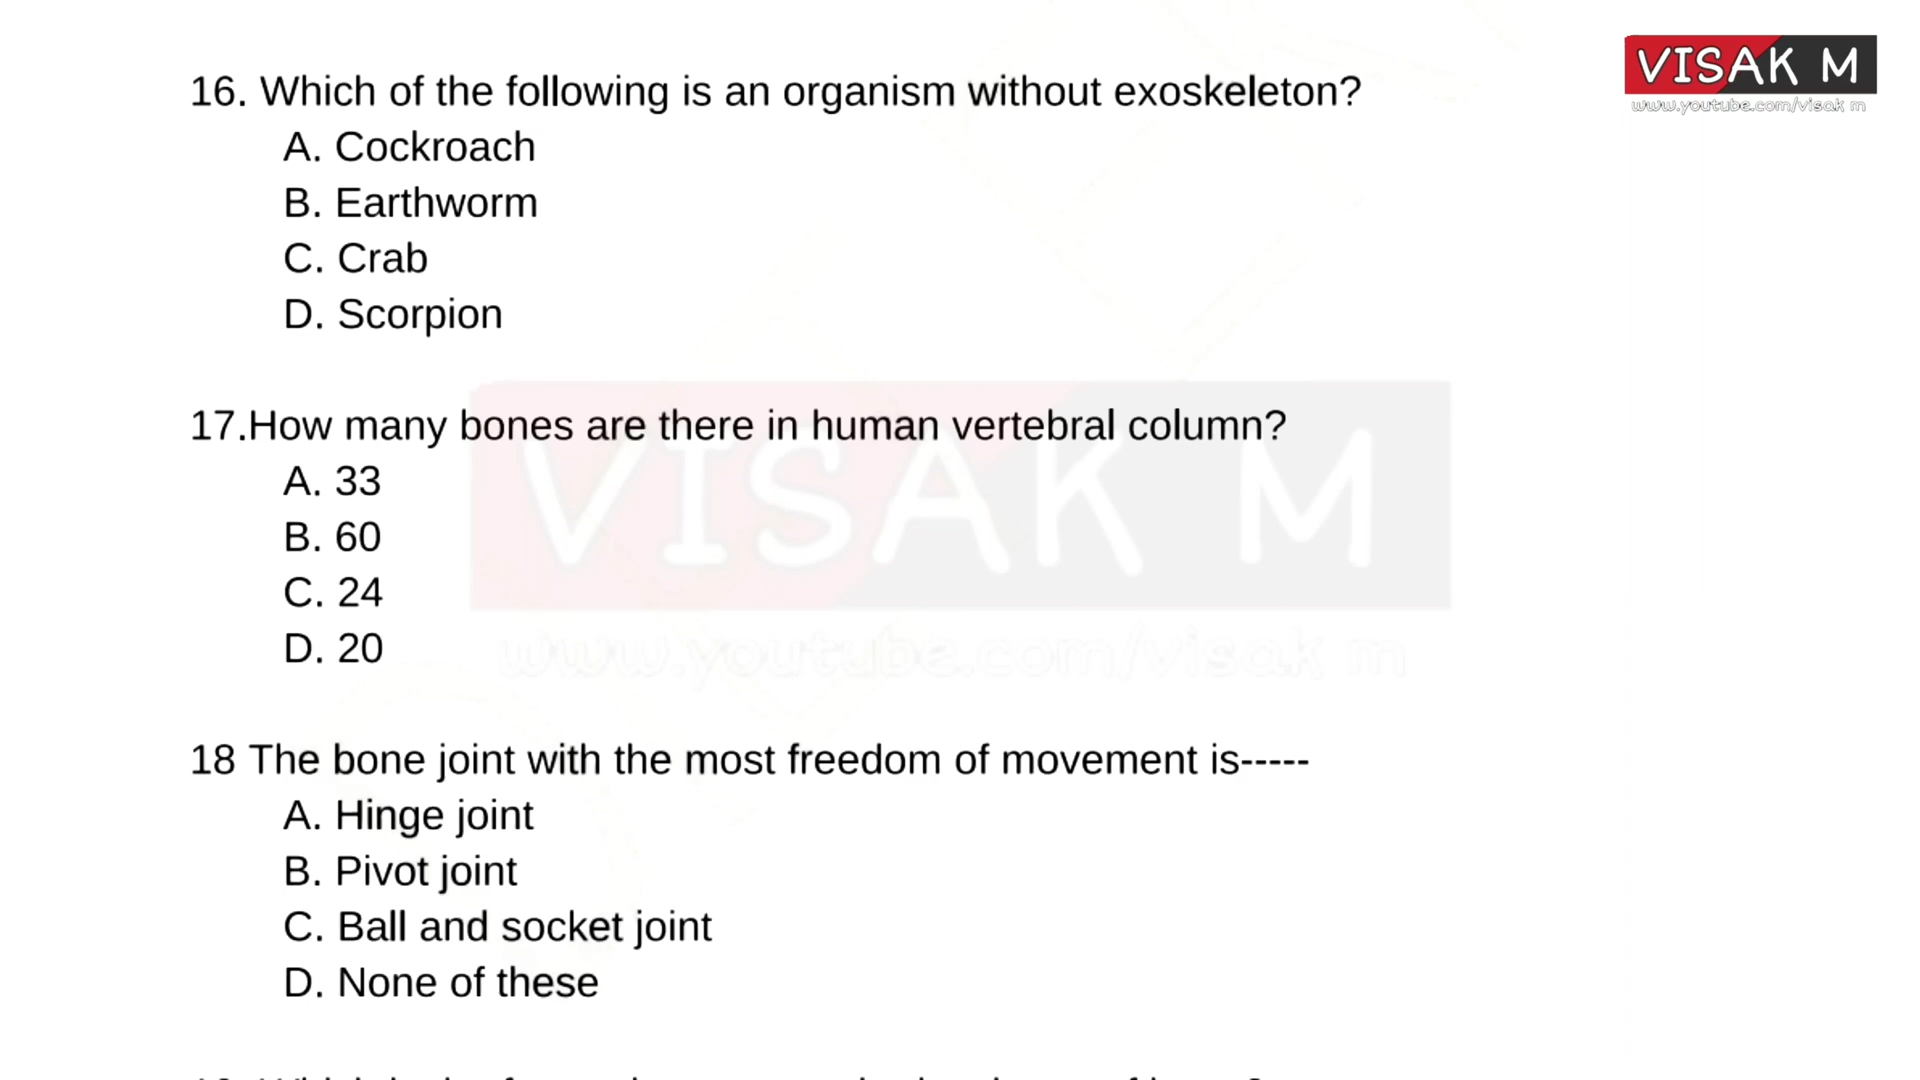 VISAK M
www.youtube.com/visak m
16. Which of the following is an organism without exoskeleton?
A. Cockroach
B. Earthworm
C. Crab
D. Scorpion
17.How many bones are there in human vertebral column?
A. 33
B. 60
C. 24
D. 20
VISAK M
www.youtube.com/visak m
18 The bone joint with the most freedom of movement is-----
A. Hinge joint
B. Pivot joint
C. Ball and socket joint
D. None of these